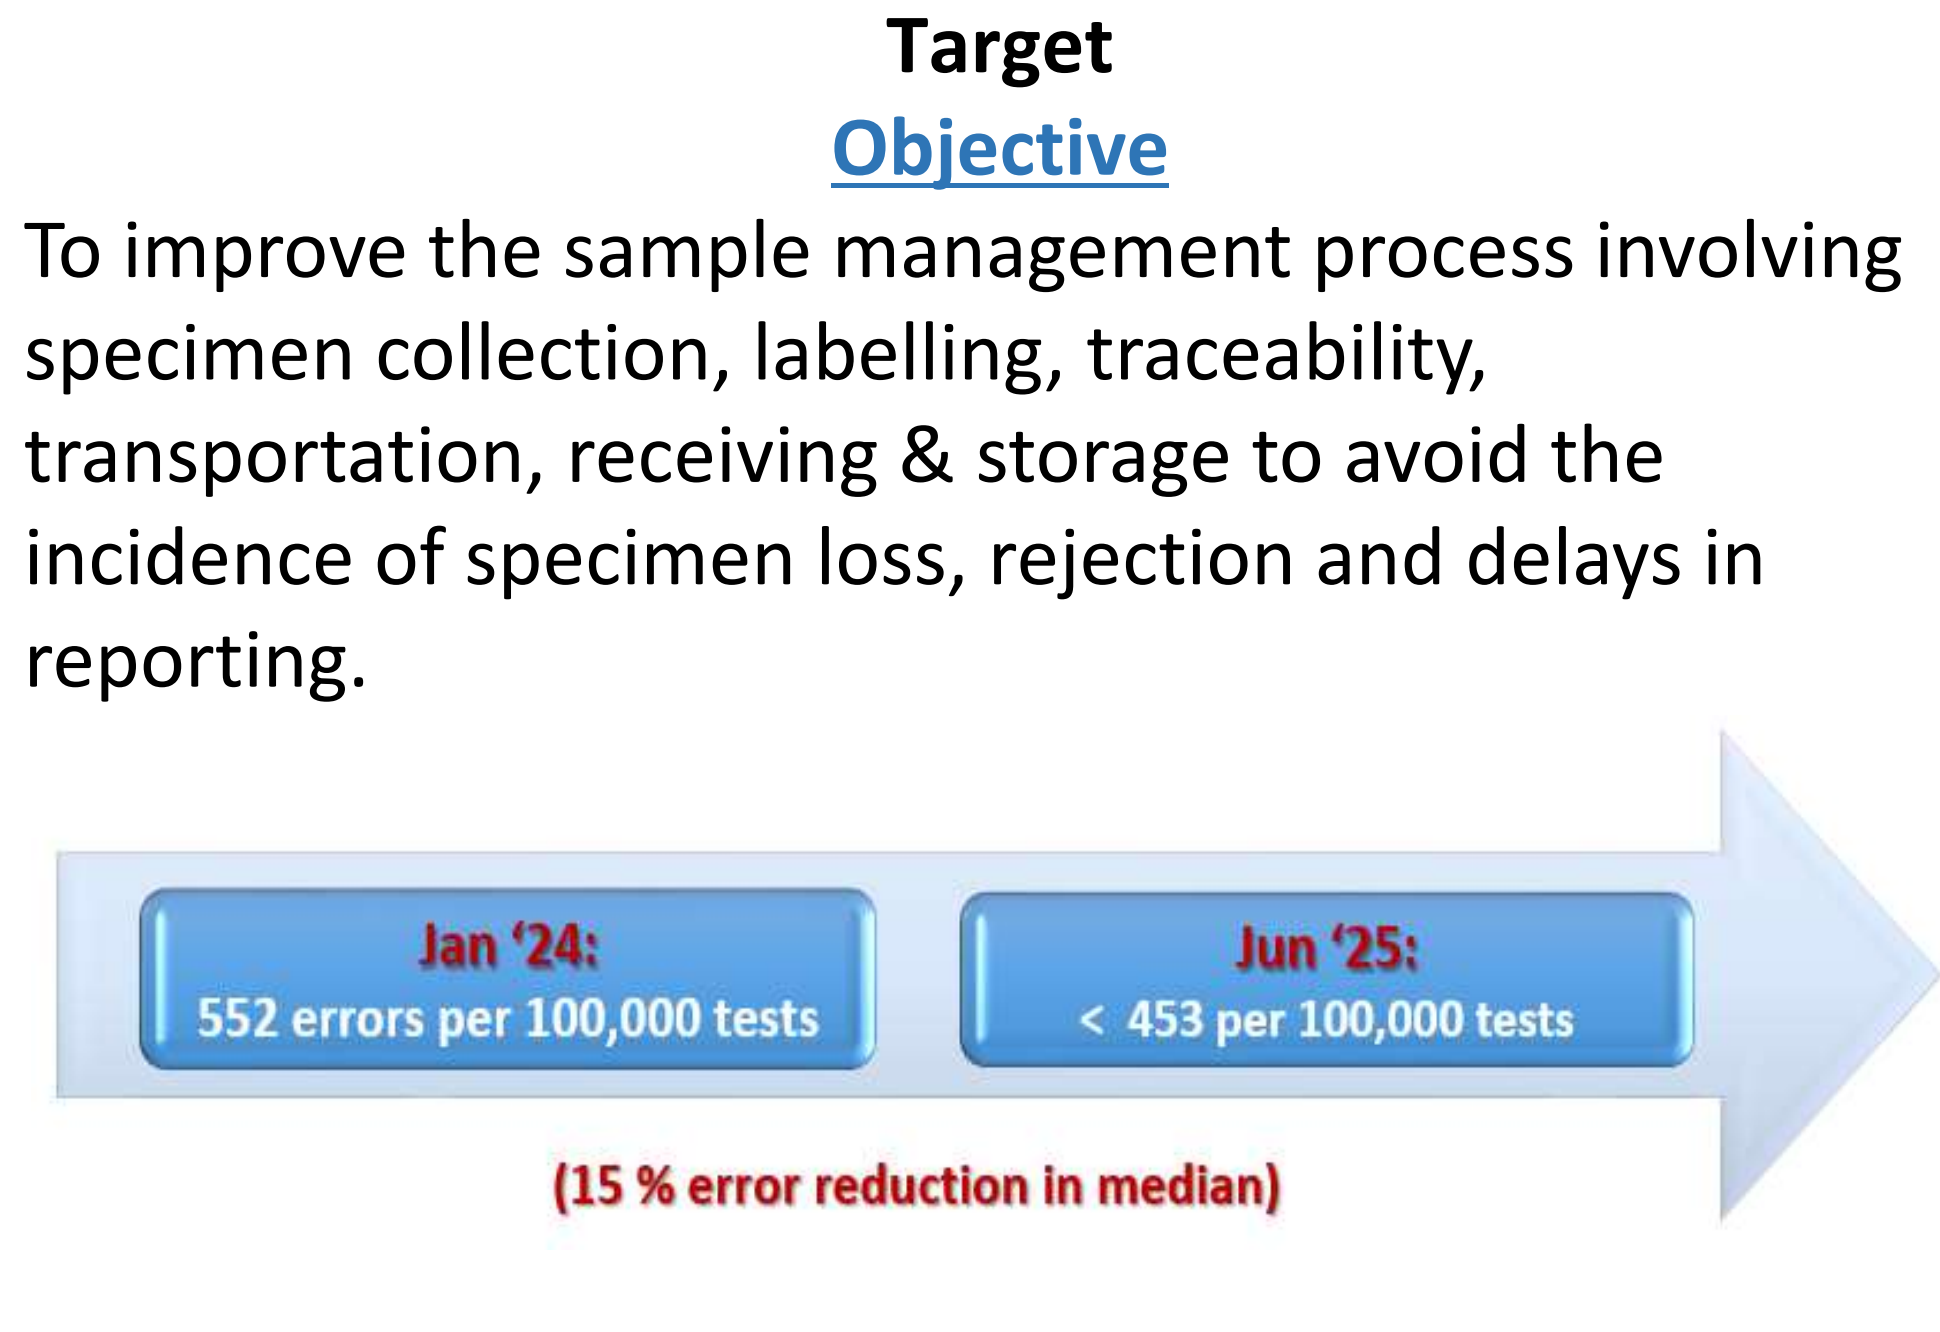 Target
Objective
To improve the sample management process involving
specimen collection, labelling, traceability,
transportation, receiving & storage to avoid the
incidence of specimen loss, rejection and delays in
reporting.
Jan ‘24:
552 errors per 100,000 tests
Jun ‘25:
< 453 per 100,000 tests
(15 % error reduction in median)